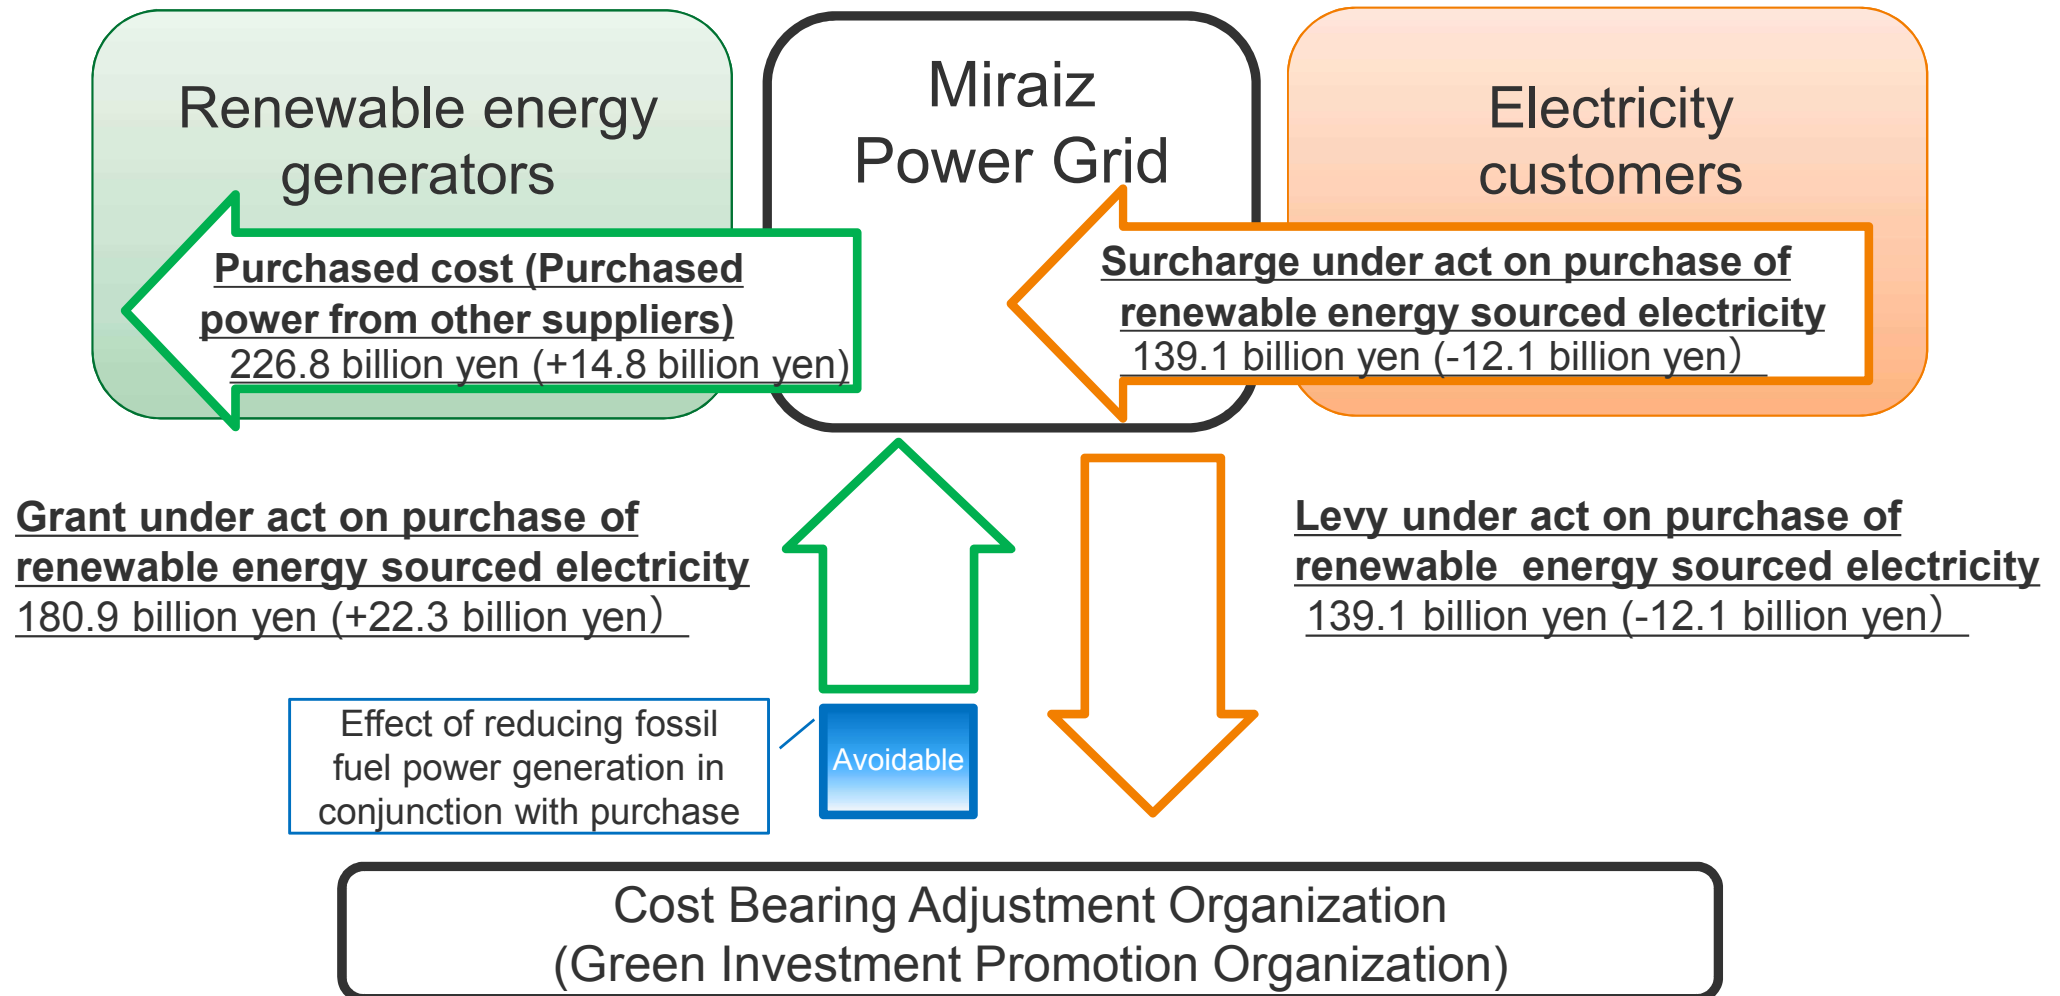 Renewable energy
generators
Miraiz
Power Grid
Electricity
customers
Purchased cost (Purchased
power from other suppliers)
226.8 billion yen (+14.8 billion yen)
Surcharge under act on purchase of
renewable energy sourced electricity
139.1 billion yen (-12.1 billion yen）
Grant under act on purchase of
renewable energy sourced electricity
180.9 billion yen (+22.3 billion yen）
Levy under act on purchase of
renewable  energy sourced electricity
139.1 billion yen (-12.1 billion yen）
Effect of reducing fossil
fuel power generation in
conjunction with purchase
Avoidable
Cost Bearing Adjustment Organization
(Green Investment Promotion Organization)